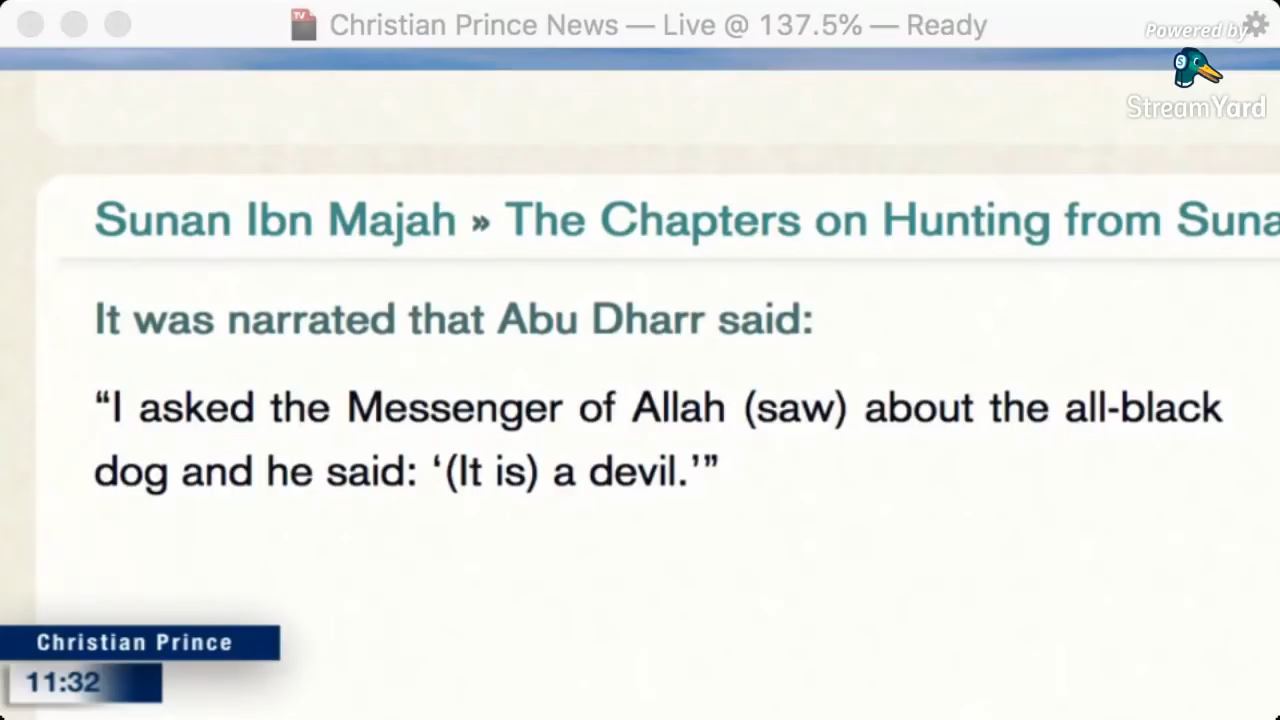 TV
Christian Prince News — Live @ 137.5% — Ready
Powered by
S
StreamYard
Sunan Ibn Majah » The Chapters on Hunting from Suna
It was narrated that Abu Dharr said:
“I asked the Messenger of Allah (saw) about the all-black
dog and he said: ‘(It is) a devil.’”
Christian Prince
11:32